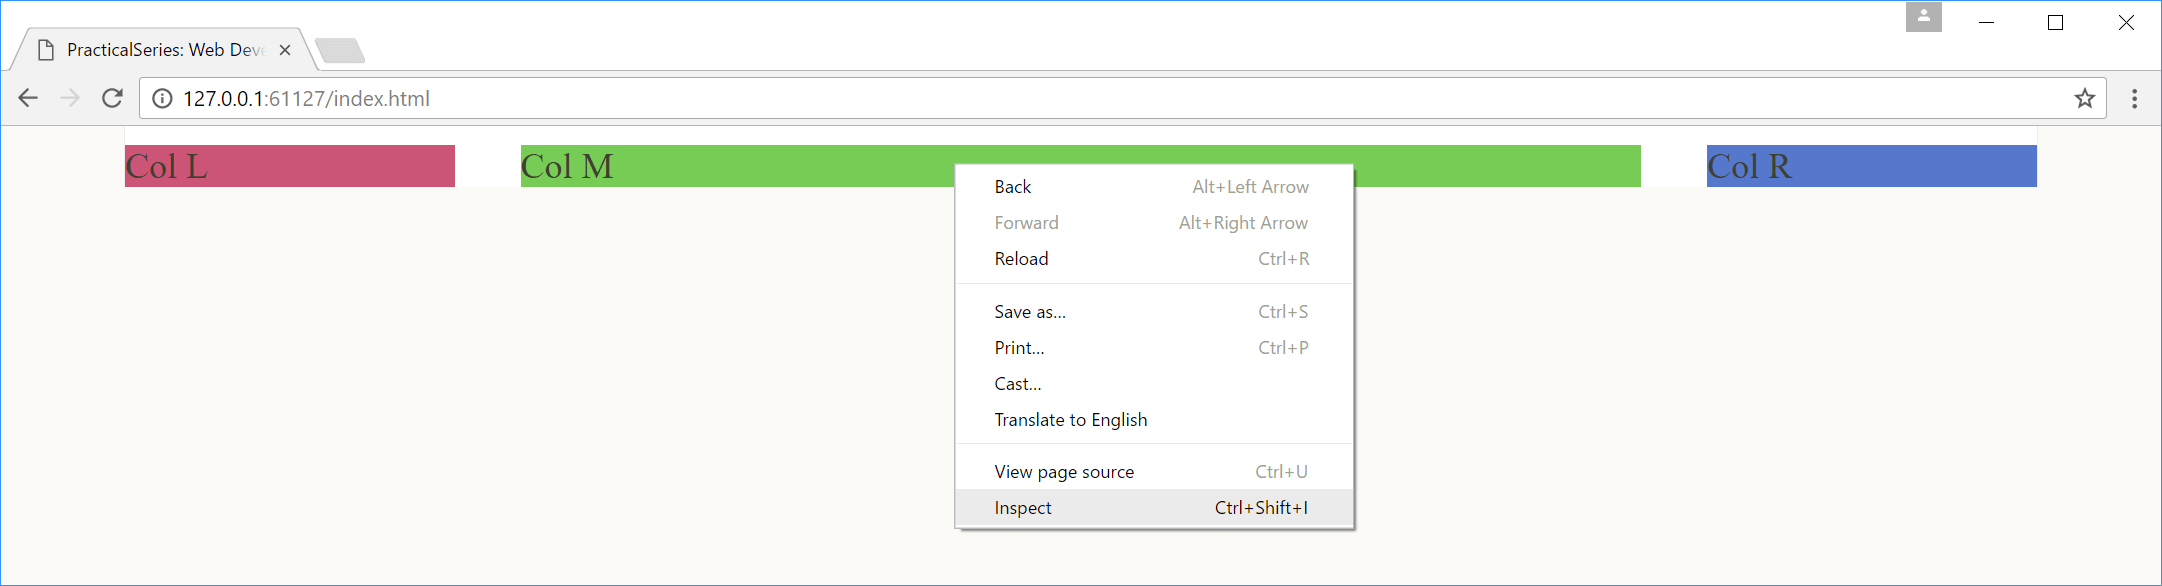 PracticalSeries: Web Deve
127.0.0.1:61127/index.html
Col L Col M Col R
Back Alt+Left Arrow
Forward Alt+Right Arrow
Reload Ctrl+R
Save as... Ctrl+S
Print... Ctrl+P
Cast...
Translate to English
View page source Ctrl+U
Inspect Ctrl+Shift+I